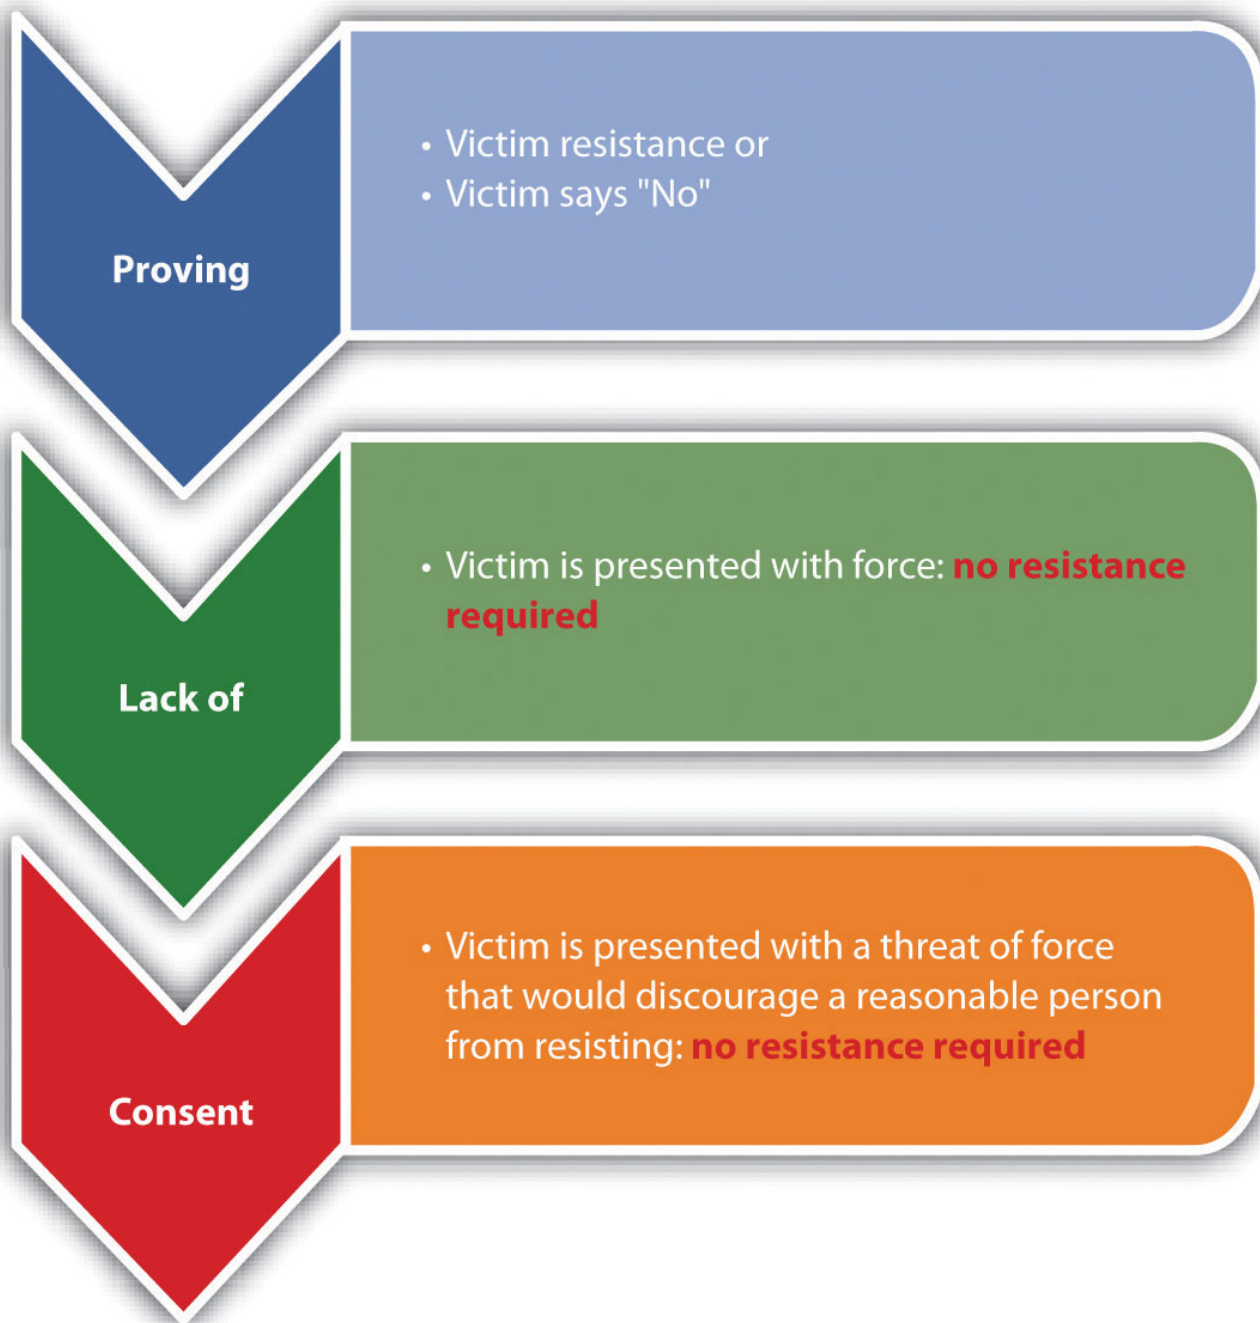 Proving
• Victim resistance or
• Victim says "No"
Lack of
• Victim is presented with force: no resistance
required
Consent
• Victim is presented with a threat of force
that would discourage a reasonable person
from resisting: no resistance required